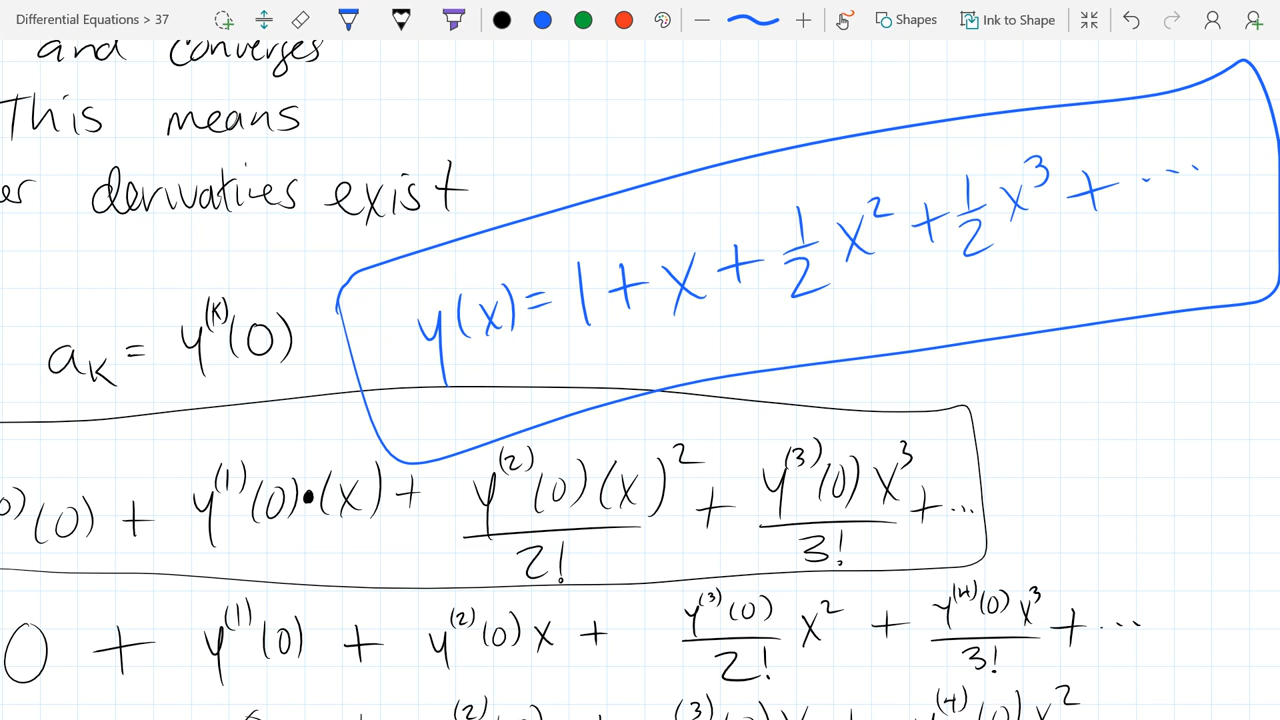 Differential Equations > 37
Shapes
Ink to Shape
and converges
This means
derivatives exist
y(x) = 1 + x + 1/2 x^2 + 1/2 x^3 + ...
a_K = y^(K)(0)
(0) + y^(1)(0)•(x) + y^(2)(0)(x)^2/2! + y^(3)(0)x^3/3! + ...
0 + y^(1)(0) + y^(2)(0)x + y^(3)(0)/2! x^2 + y^(4)(0)x^3/3! + ...